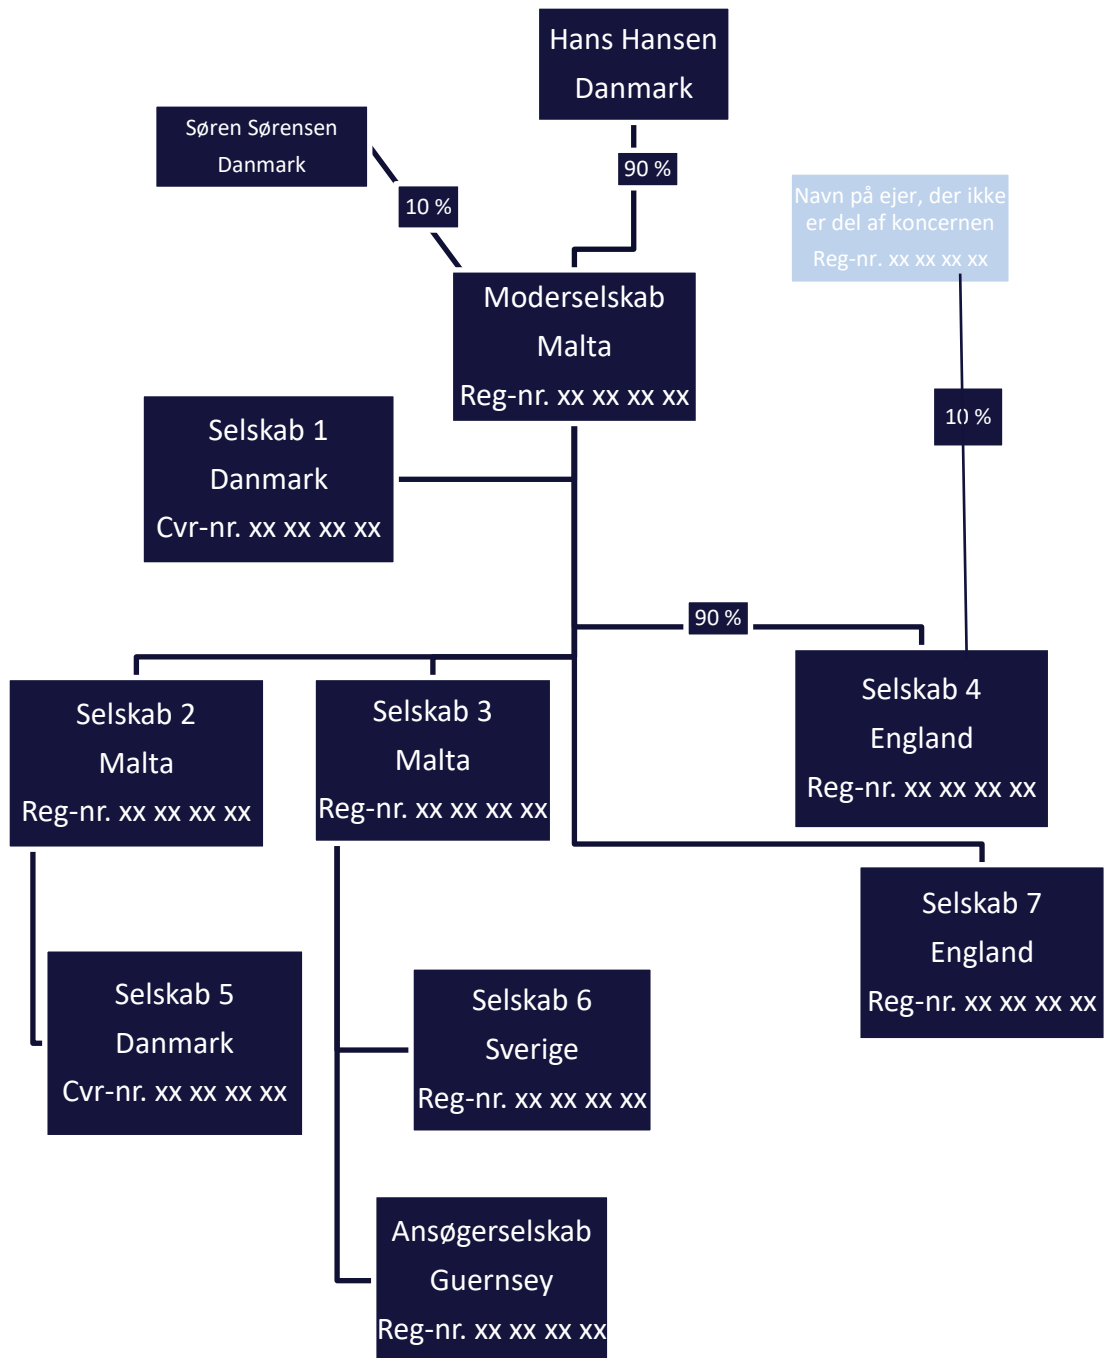 Hans Hansen
Danmark
Søren Sørensen
Danmark
90 %
10 %
Navn på ejer, der ikke
er del af koncernen
Reg-nr. xx xx xx xx
Moderselskab
Malta
Reg-nr. xx xx xx xx
10 %
Selskab 1
Danmark
Cvr-nr. xx xx xx xx
90 %
Selskab 2
Malta
Reg-nr. xx xx xx xx
Selskab 3
Malta
Reg-nr. xx xx xx xx
Selskab 4
England
Reg-nr. xx xx xx xx
Selskab 7
England
Reg-nr. xx xx xx xx
Selskab 5
Danmark
Cvr-nr. xx xx xx xx
Selskab 6
Sverige
Reg-nr. xx xx xx xx
Ansøgerselskab
Guernsey
Reg-nr. xx xx xx xx